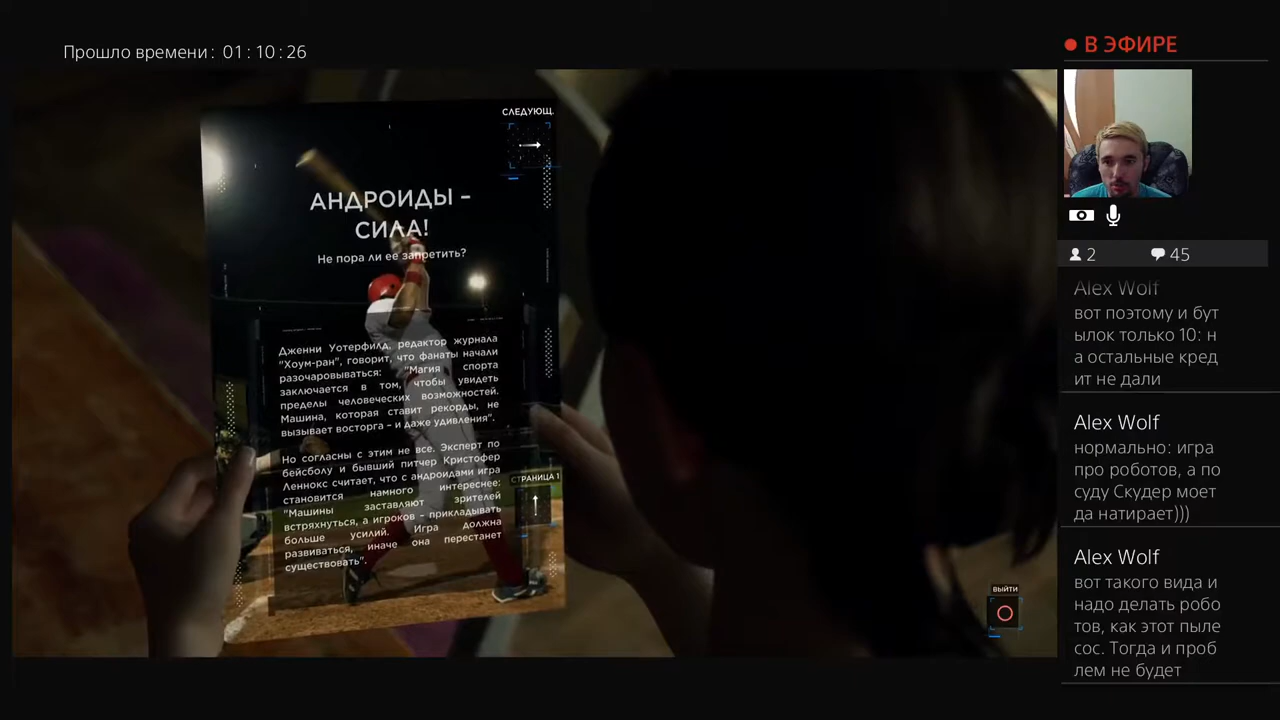 Прошло времени: 01:10:26
В ЭФИРЕ
СЛЕДУЮЩ.
АНДРОИДЫ –
СИЛА!
Не пора ли ее запретить?
Дженни Уотерфилд, редактор журнала
"Хоум-ран", говорит, что фанаты начали
разочаровываться: "Магия спорта
заключается в том, чтобы увидеть
пределы человеческих возможностей.
Машина, которая ставит рекорды, не
вызывает восторга – и даже удивления".
Но согласны с этим не все. Эксперт по
бейсболу и бывший питчер Кристофер
Леннокс считает, что с андроидами игра
становится намного интереснее:
"Машины заставляют зрителей
встряхнуться, а игроков – прикладывать
больше усилий. Игра должна
развиваться, иначе она перестанет
существовать".
СТРАНИЦА 1
ВЫЙТИ
2 45
Alex Wolf
вот поэтому и бут
ылок только 10: н
а остальные кред
ит не дали
Alex Wolf
нормально: игра
про роботов, а по
суду Скудер моет
да натирает)))
Alex Wolf
вот такого вида и
надо делать робо
тов, как этот пыле
сос. Тогда и проб
лем не будет